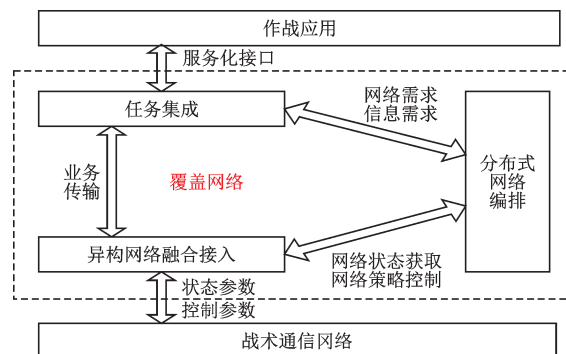 作战应用
服务化接口
任务集成
网络需求
信息需求
分布式
网络
编排
业务
传输
覆盖网络
异构网络融合接入
网络状态获取
网络策略控制
状态参数
控制参数
战术通信网络